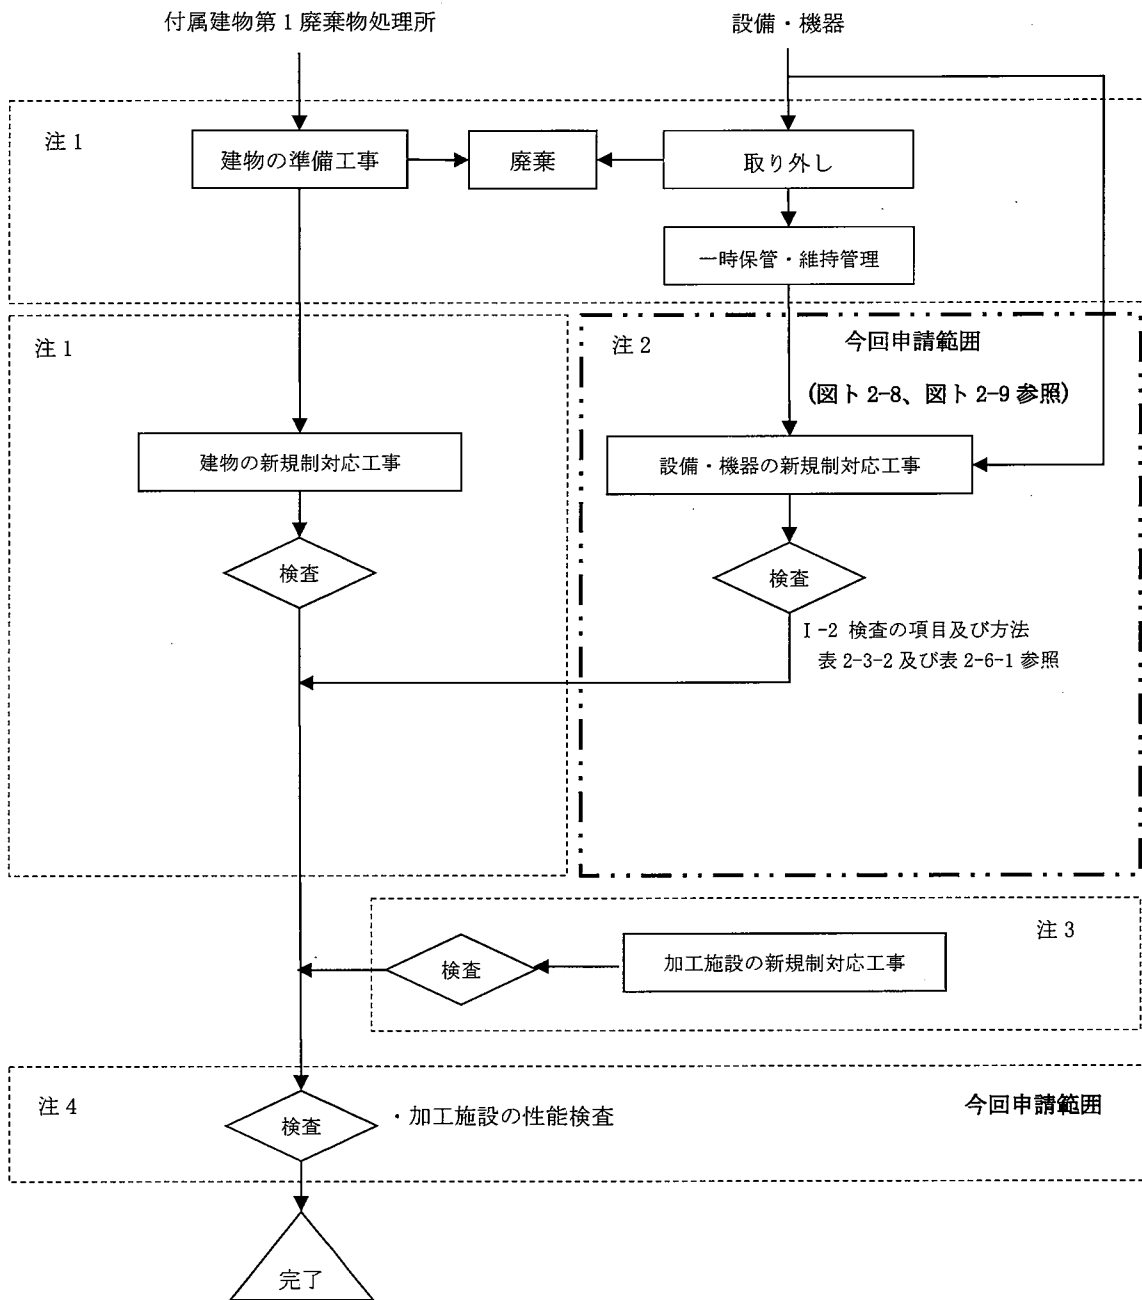 付属建物第1廃棄物処理所
設備・機器
注1
建物の準備工事
廃棄
取り外し
一時保管・維持管理
注1
注2
今回申請範囲
(図ト2-8、図ト2-9参照)
建物の新規制対応工事
設備・機器の新規制対応工事
検査
検査
Ⅰ-2 検査の項目及び方法
表2-3-2及び表2-6-1参照
注3
検査
加工施設の新規制対応工事
注4
検査
・加工施設の性能検査
今回申請範囲
完了